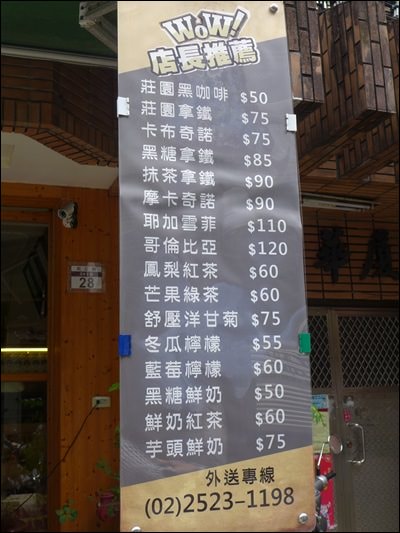 WOW!
店長推薦
莊園黑咖啡 $50
莊園拿鐵 $75
卡布奇諾 $75
黑糖拿鐵 $85
抹茶拿鐵 $90
摩卡奇諾 $90
耶加雪菲 $110
哥倫比亞 $120
鳳梨紅茶 $60
芒果綠茶 $60
舒壓洋甘菊 $75
冬瓜檸檬 $55
藍莓檸檬 $60
黑糖鮮奶 $50
鮮奶紅茶 $60
芋頭鮮奶 $75
外送專線
(02)2523-1198
28